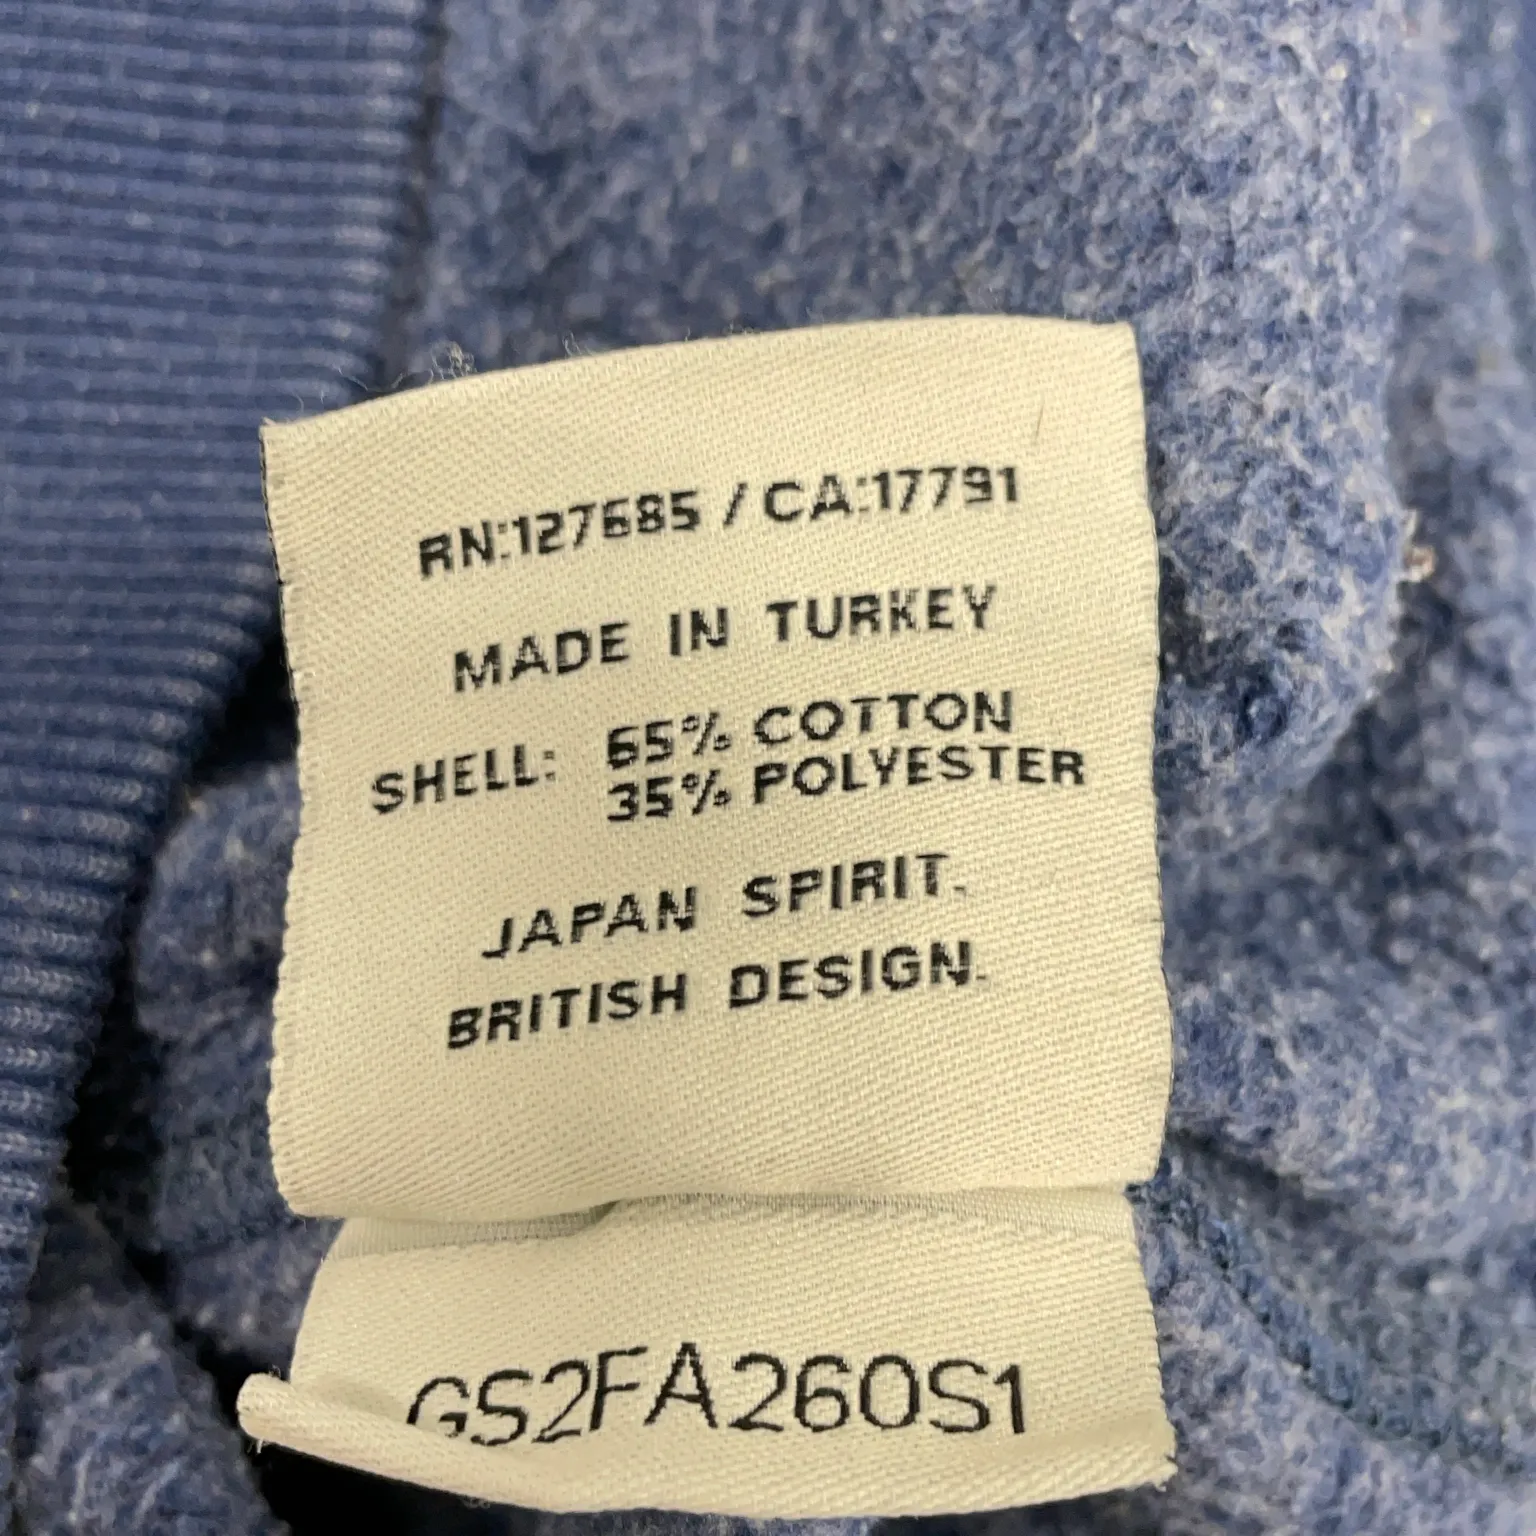 RN:127685 / CA:17791
MADE IN TURKEY
SHELL: 65% COTTON
35% POLYESTER
JAPAN SPIRIT.
BRITISH DESIGN.
GS2FA260S1